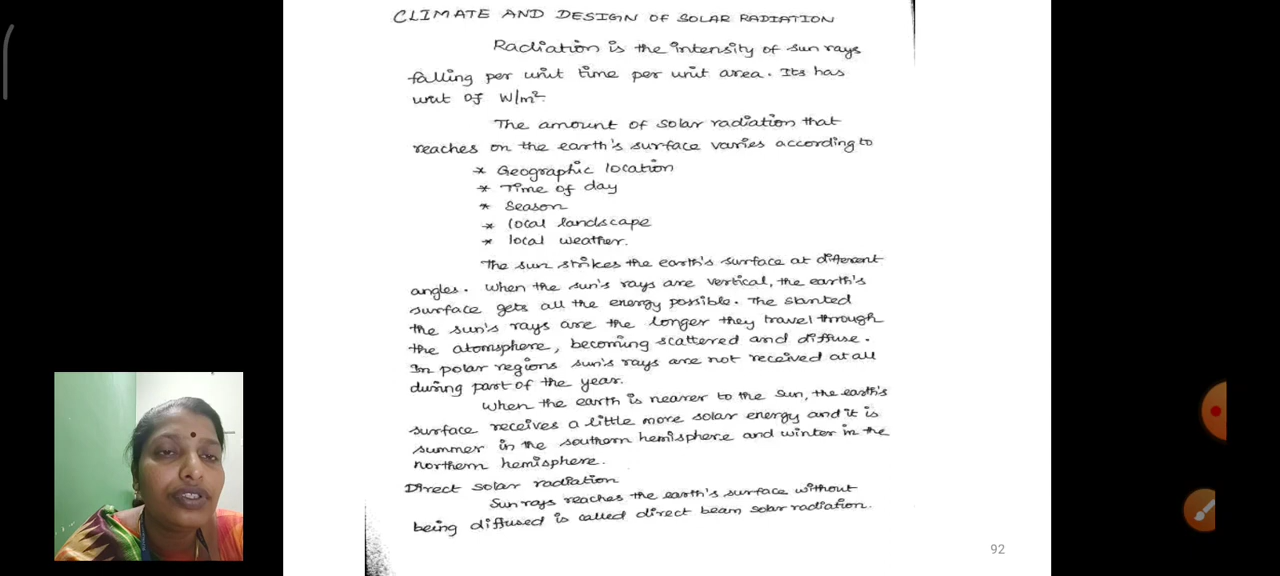 CLIMATE AND DESIGN OF SOLAR RADIATION
Radiation is the intensity of sun rays
falling per unit time per unit area. Its has
unit of W/m².
The amount of solar radiation that
reaches on the earth's surface varies according to
* Geographic location
* Time of day
* Season
* local landscape
* local weather.
The sun strikes the earth's surface at different
angles. When the sun's rays are vertical, the earth's
surface gets all the energy possible. The slanted
the sun's rays are the longer they travel through
the atomsphere, becoming scattered and diffuse.
In polar regions sun's rays are not received at all
during part of the year.
When the earth is nearer to the sun, the earth's
surface receives a little more solar energy and it is
summer in the southern hemisphere and winter in the
northern hemisphere.
Direct solar radiation
Sun rays reaches the earth's surface without
being diffused is called direct beam solar radiation.
92